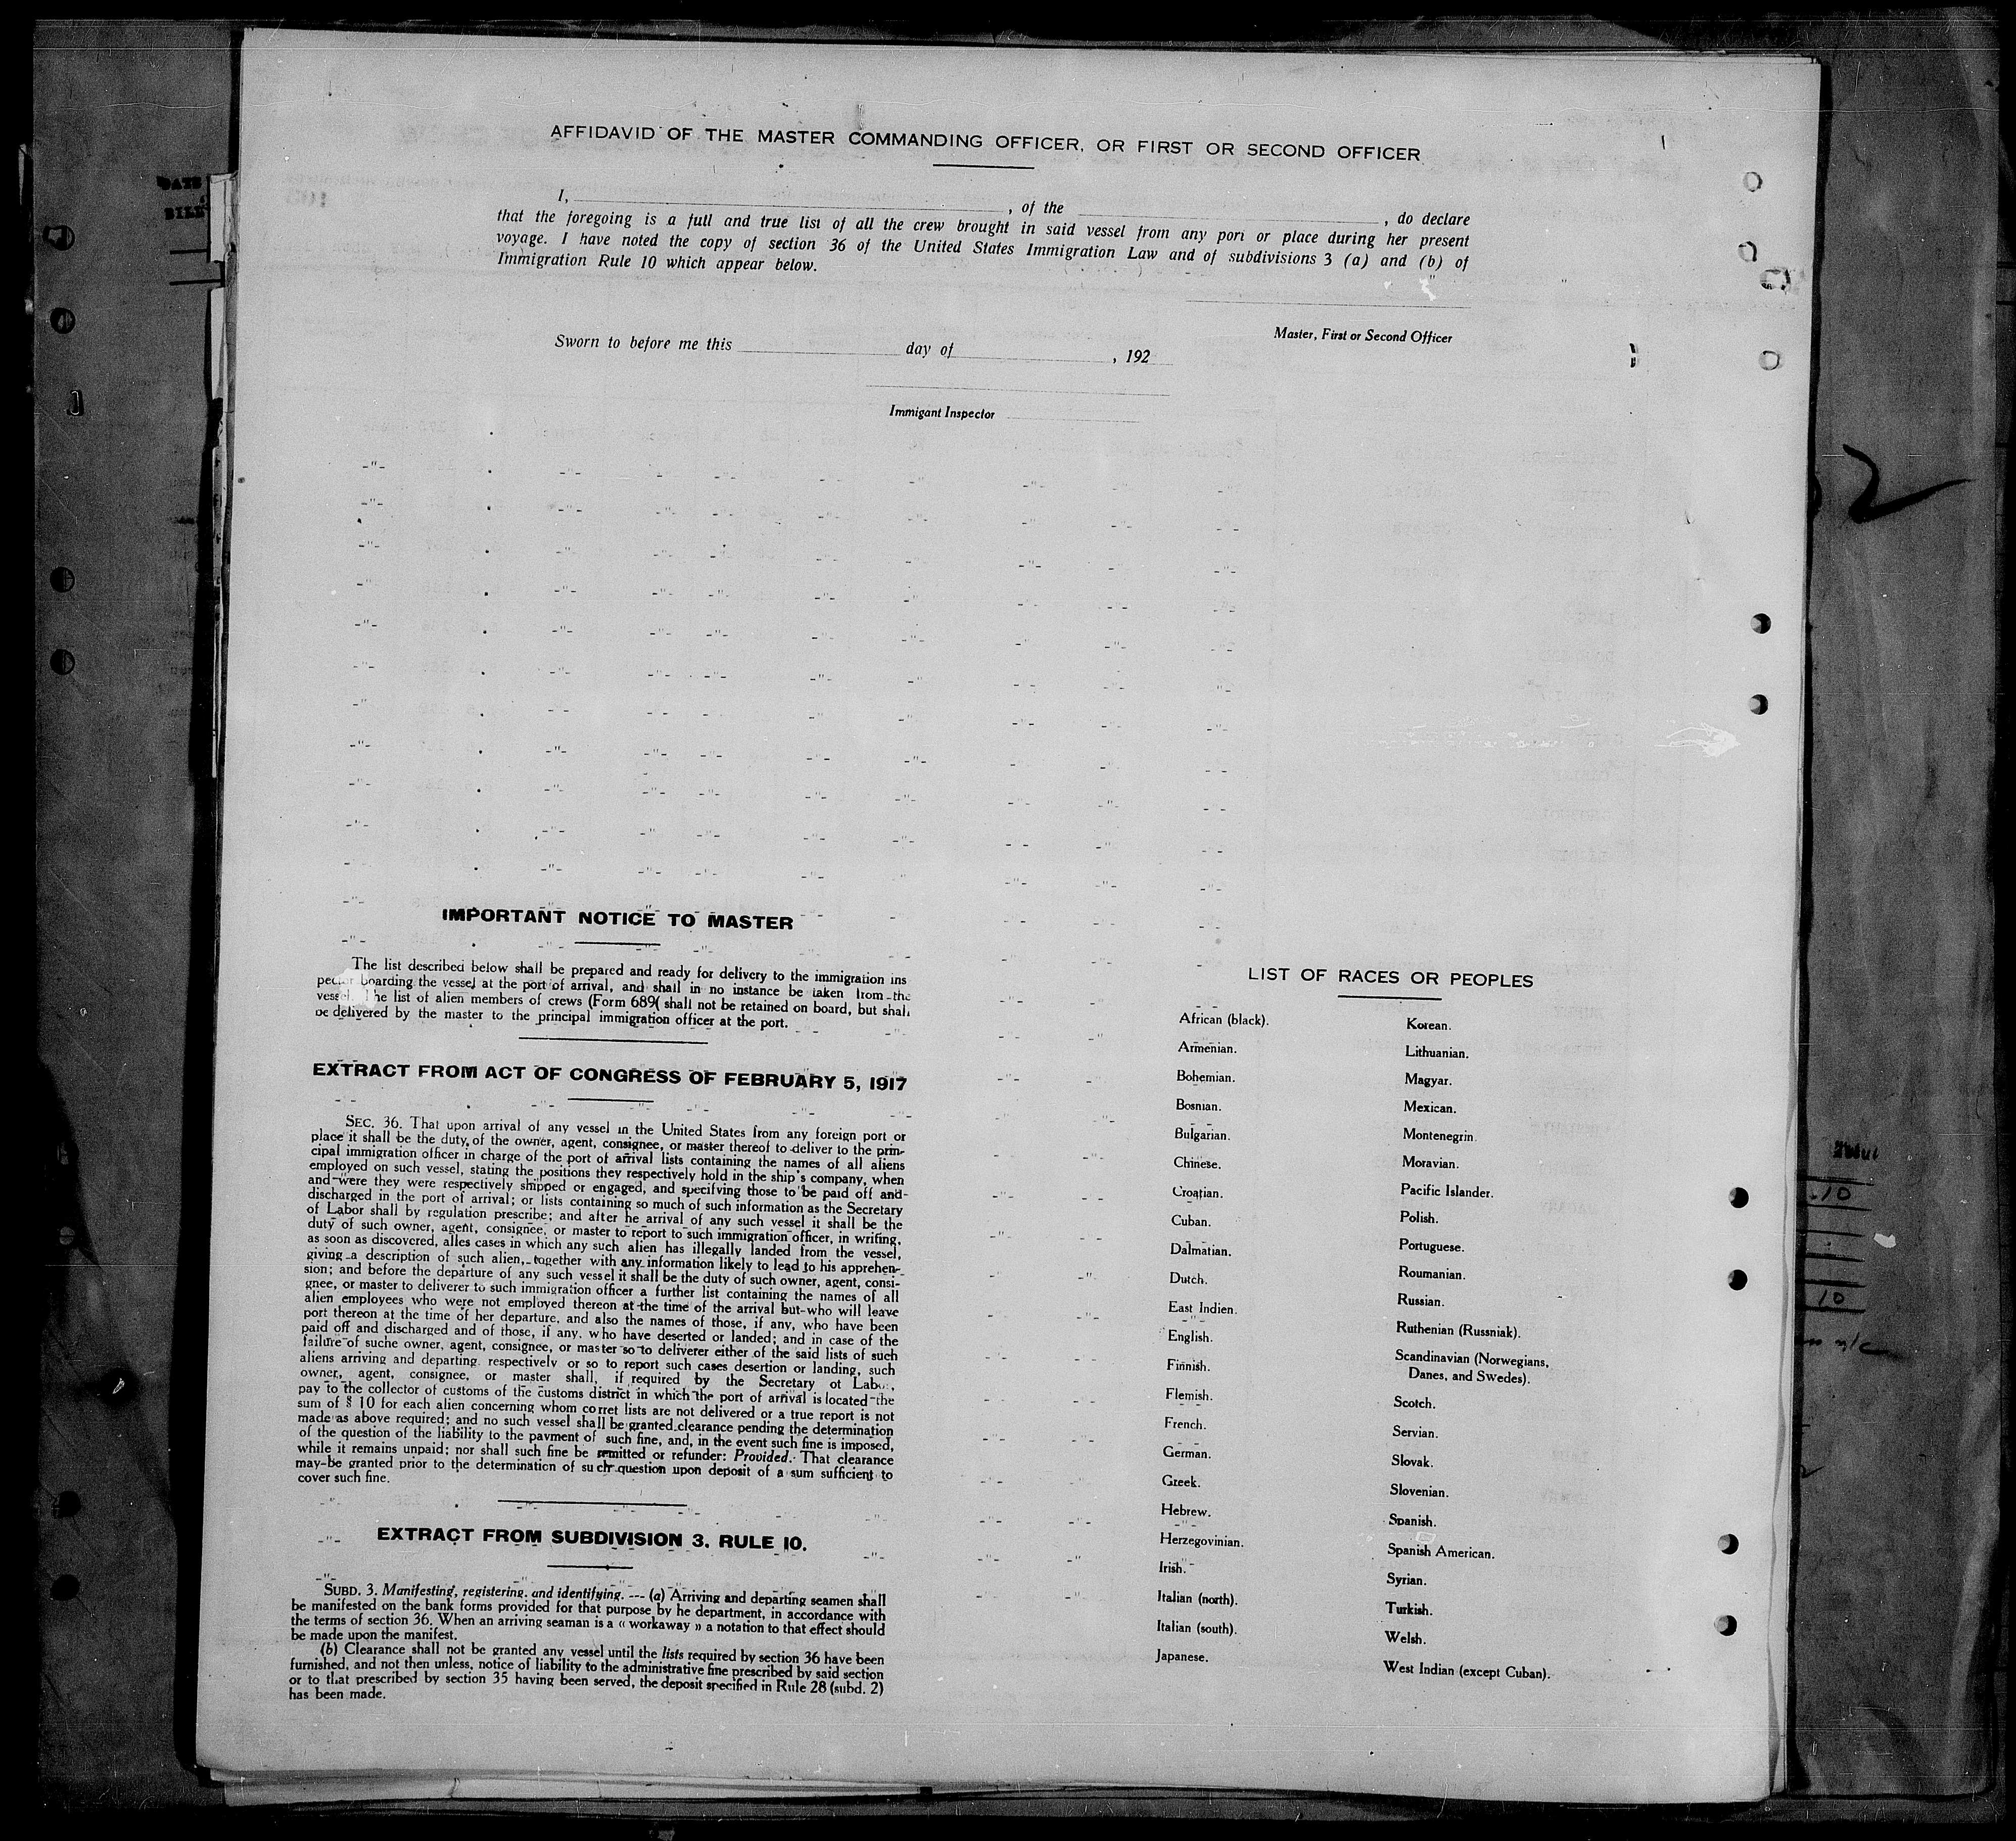 AFFIDAVID OF THE MASTER COMMANDING OFFICER, OR FIRST OR SECOND OFFICER
I, , of the , do declare
that the foregoing is a full and true list of all the crew brought in said vessel from any pori or place during her present
voyage. I have noted the copy of section 36 of the United States Immigration Law and of subdivisions 3 (a) and (b) of
Immigration Rule 10 which appear below.
Master, First or Second Officer
Sworn to before me this day of , 192
Immigant Inspector
IMPORTANT NOTICE TO MASTER
The list described below shall be prepared and ready for delivery to the immigration ins
pector boarding the vessel at the port of arrival, and shall in no instance be taken from the
vessel. The list of alien members of crews (Form 689( shall not be retained on board, but shall
be delivered by the master to the principal immigration officer at the port.
EXTRACT FROM ACT OF CONGRESS OF FEBRUARY 5, 1917
SEC. 36. That upon arrival of any vessel in the United States from any foreign port or
place it shall be the duty of the owner, agent, consignee, or master thereof to deliver to the prin-
cipal immigration officer in charge of the port of arrival lists containing the names of all aliens
employed on such vessel, stating the positions they respectively hold in the ship's company, when
and were they were respectively shipped or engaged, and specifving those to be paid off and
discharged in the port of arrival; or lists containing so much of such information as the Secretary
of Labor shall by regulation prescribe; and after he arrival of any such vessel it shall be the
duty of such owner, agent, consignee, or master to report to such immigration officer, in writing,
as soon as discovered, alles cases in which any such alien has illegally landed from the vessel,
giving a description of such alien, together with any information likely to lead to his apprehen-
sion; and before the departure of any such vessel it shall be the duty of such owner, agent, consi-
gnee, or master to deliverer to such immigration officer a further list containing the names of all
alien employees who were not employed thereon at the time of the arrival but who will leave
port thereon at the time of her departure, and also the names of those, if any, who have been
paid off and discharged and of those, if any. who have deserted or landed; and in case of the
failure of suche owner, agent, consignee, or master so to deliverer either of the said lists of such
aliens arriving and departing. respectively or so to report such cases desertion or landing, such
owner, agent, consignee, or master shall, if required by the Secretary of Labor,
pay to the collector of customs of the customs district in which the port of arrival is located the
sum of § 10 for each alien concerning whom corret lists are not delivered or a true report is not
made as above required; and no such vessel shall be granted clearance pending the determination
of the question of the liability to the pavment of such fine, and, in the event such fine is imposed,
while it remains unpaid; nor shall such fine be remitted or refunder: Provided. That clearance
may be granted prior to the determination of such question upon deposit of a sum sufficient to
cover such fine.
EXTRACT FROM SUBDIVISION 3. RULE 10.
SUBD. 3. Manifesting, registering, and identifying. --- (a) Arriving and departing seamen shall
be manifested on the bank forms provided for that purpose by he department, in accordance with
the terms of section 36. When an arriving seaman is a « workaway » a notation to that effect should
be made upon the manifest.
(b) Clearance shall not be granted any vessel until the lists required by section 36 have been
furnished, and not then unless, notice of liability to the administrative fine prescribed by said section
or to that prescribed by section 35 having been served, the deposit specified in Rule 28 (subd. 2)
has been made.
LIST OF RACES OR PEOPLES
African (black).
Armenian.
Bohemian.
Bosnian.
Bulgarian.
Chinese.
Croatian.
Cuban.
Dalmatian.
Dutch.
East Indien.
English.
Finnish.
Flemish.
French.
German.
Greek.
Hebrew.
Herzegovinian.
Irish.
Italian (north).
Italian (south).
Japanese.
Korean.
Lithuanian.
Magyar.
Mexican.
Montenegrin.
Moravian.
Pacific Islander.
Polish.
Portuguese.
Roumanian.
Russian.
Ruthenian (Russniak).
Scandinavian (Norwegians,
Danes, and Swedes).
Scotch.
Servian.
Slovak.
Slovenian.
Spanish.
Spanish American.
Syrian.
Turkish.
Welsh.
West Indian (except Cuban).
DATE
2
10
10